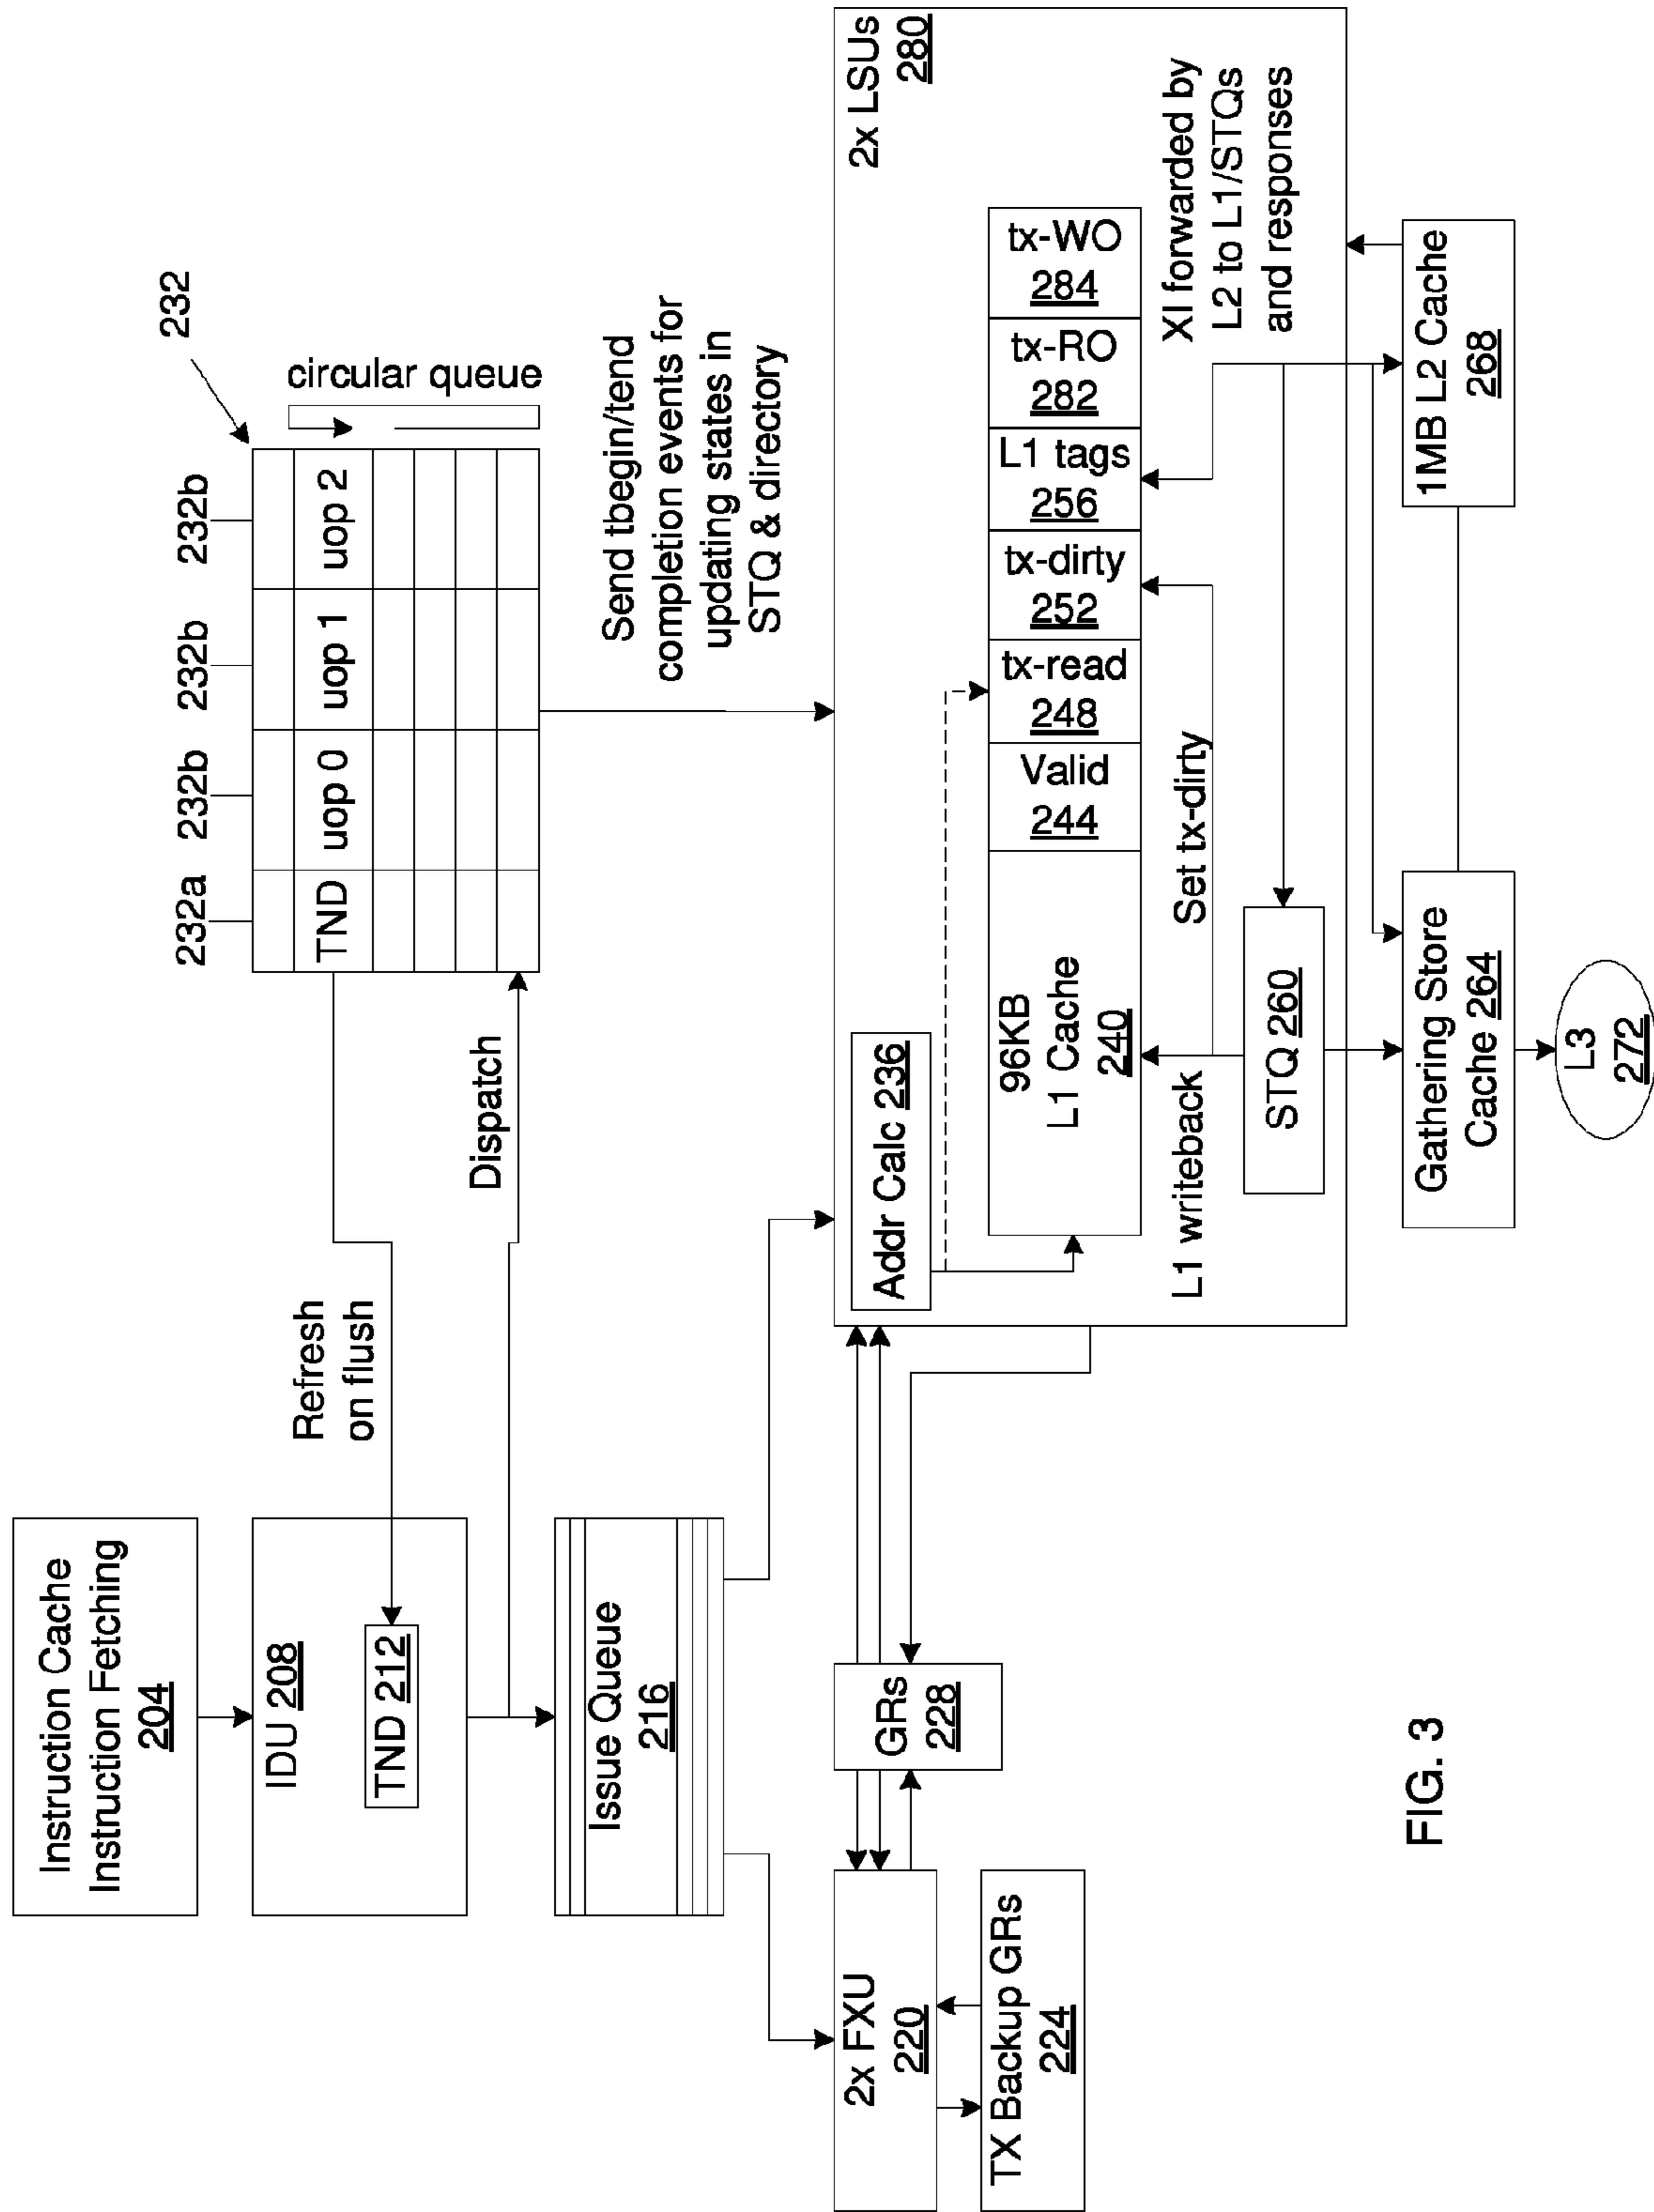 Instruction Cache
Instruction Fetching
204
IDU 208
TND 212
Refresh
on flush
Dispatch
232
232a
232b
232b
232b
TND
uop 0
uop 1
uop 2
circular queue
Issue Queue
216
Send tbegin/tend
completion events for
updating states in
STQ & directory
2x FXU
220
TX Backup GRs
224
GRs
228
2x LSUs
280
Addr Calc 236
96KB
L1 Cache
240
Valid
244
tx-read
248
tx-dirty
252
L1 tags
256
tx-RO
282
tx-WO
284
L1 writeback
Set tx-dirty
XI forwarded by
L2 to L1/STQs
and responses
STQ 260
Gathering Store
Cache 264
1MB L2 Cache
268
L3
272
FIG. 3